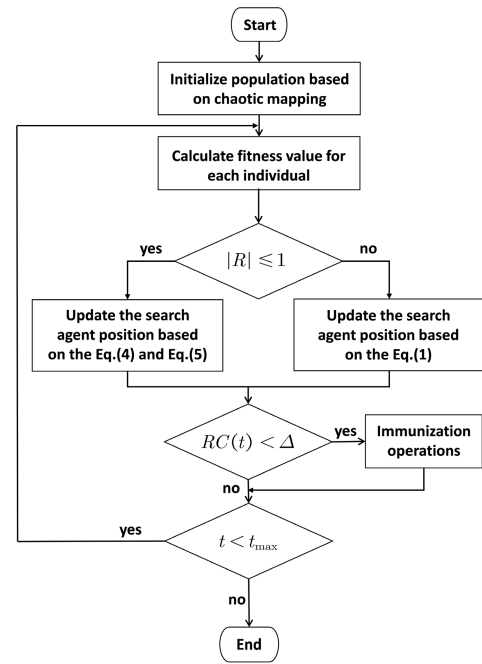 Start
Initialize population based
on chaotic mapping
Calculate fitness value for
each individual
yes
|R| ⩽ 1
no
Update the search
agent position based
on the Eq.(4) and Eq.(5)
Update the search
agent position based
on the Eq.(1)
RC(t) < Δ
yes
Immunization
operations
no
yes
t < t_max
no
End